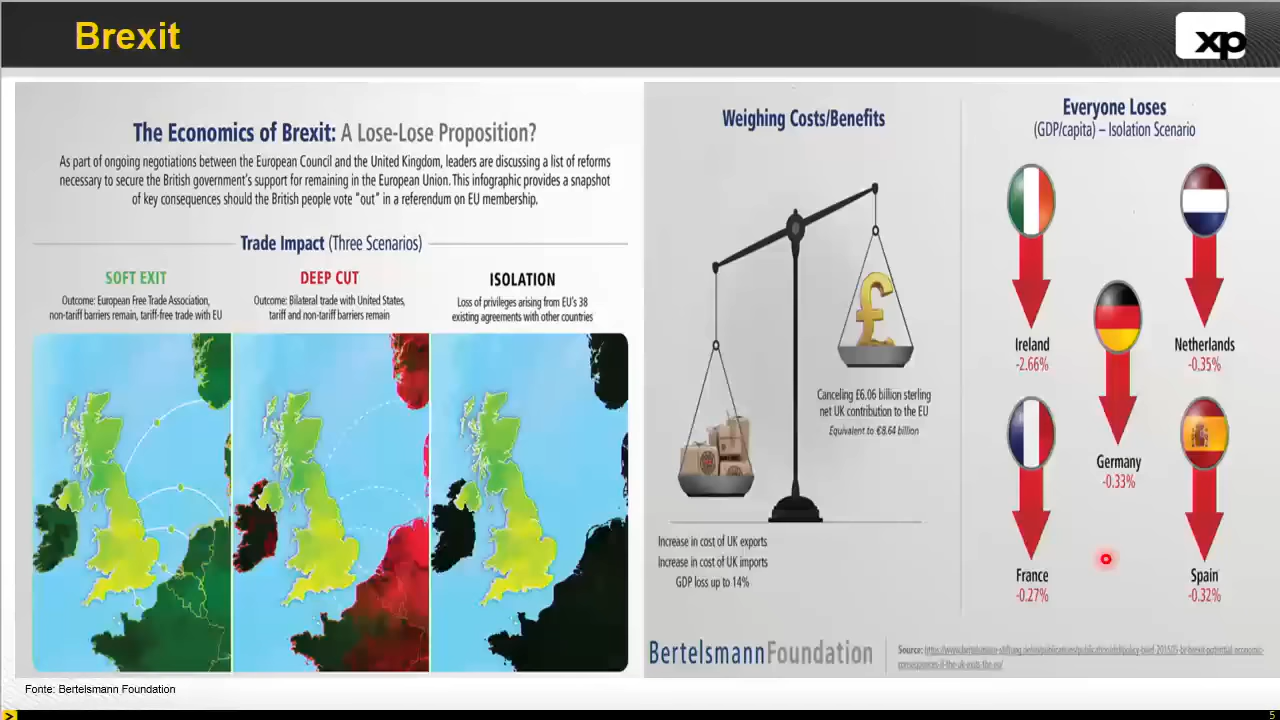 Brexit
xp
The Economics of Brexit: A Lose-Lose Proposition?
As part of ongoing negotiations between the European Council and the United Kingdom, leaders are discussing a list of reforms
necessary to secure the British government's support for remaining in the European Union. This infographic provides a snapshot
of key consequences should the British people vote "out" in a referendum on EU membership.
Trade Impact (Three Scenarios)
SOFT EXIT
Outcome: European Free Trade Association,
non-tariff barriers remain, tariff-free trade with EU
DEEP CUT
Outcome: Bilateral trade with United States,
tariff and non-tariff barriers remain
ISOLATION
Loss of privileges arising from EU's 38
existing agreements with other countries
Weighing Costs/Benefits
£
Canceling £6.06 billion sterling
net UK contribution to the EU
Equivalent to €8.64 billion
Increase in cost of UK exports
Increase in cost of UK imports
GDP loss up to 14%
Everyone Loses
(GDP/capita) – Isolation Scenario
Ireland
-2.66%
Netherlands
-0.35%
Germany
-0.33%
France
-0.27%
Spain
-0.32%
BertelsmannFoundation
Source:
Fonte: Bertelsmann Foundation
5